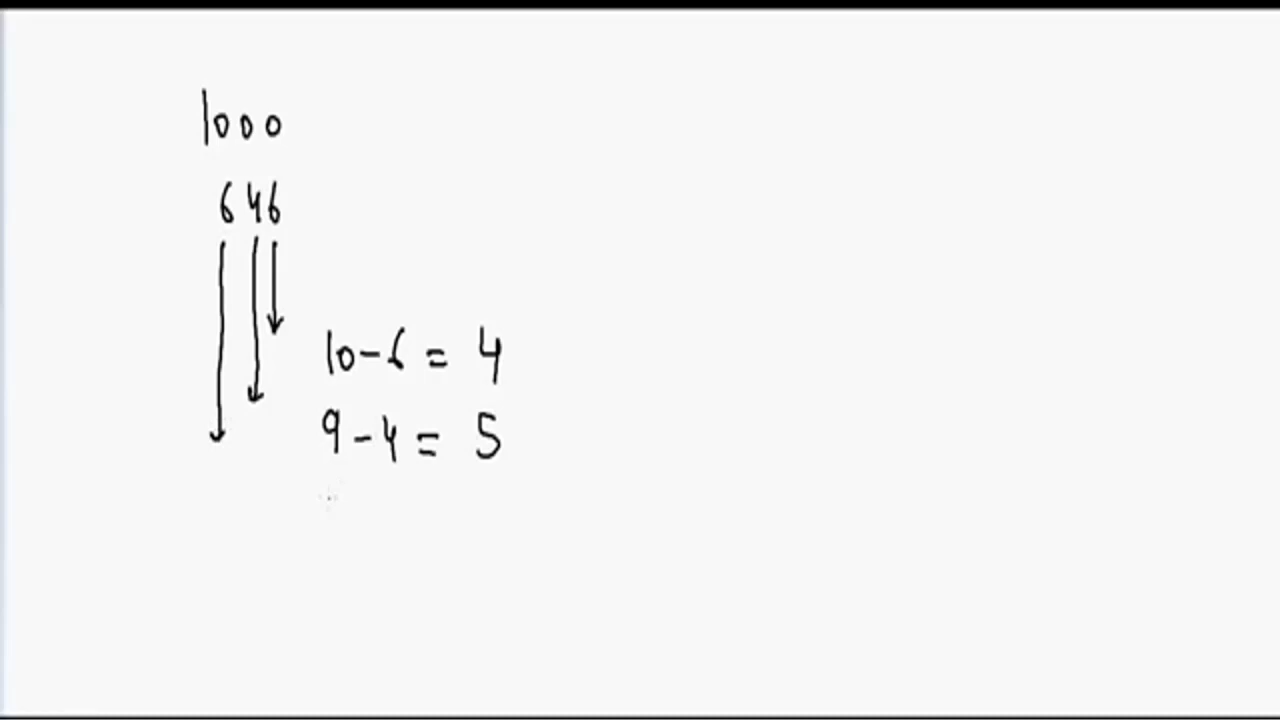 1000
646
10-6 = 4
9-4 = 5